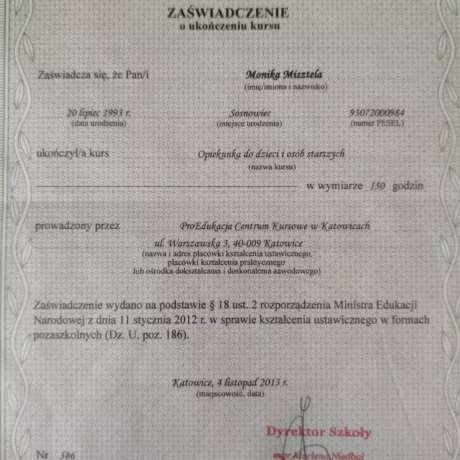 ZAŚWIADCZENIE
o ukończeniu kursu
Zaświadcza się, że Pan/i Monika Misztela
(imię/imiona i nazwisko)
20 lipiec 1993 r. Sosnowiec 93072000984
(data urodzenia) (miejsce urodzenia) (numer PESEL)
ukończył/a kurs Opiekunka do dzieci i osób starszych
(nazwa kursu)
w wymiarze 150 godzin
prowadzony przez ProEdukacja Centrum Kursowe w Katowicach
ul. Warszawska 3, 40-009 Katowice
(nazwa i adres placówki kształcenia ustawicznego,
placówki kształcenia praktycznego
lub ośrodka dokształcania i doskonalenia zawodowego)
Zaświadczenie wydano na podstawie § 18 ust. 2 rozporządzenia Ministra Edukacji
Narodowej z dnia 11 stycznia 2012 r. w sprawie kształcenia ustawicznego w formach
pozaszkolnych (Dz. U. poz. 186).
Katowice, 4 listopad 2013 r.
(miejscowość, data)
Dyrektor Szkoły
mgr Marlena Niedbał
Nr 586